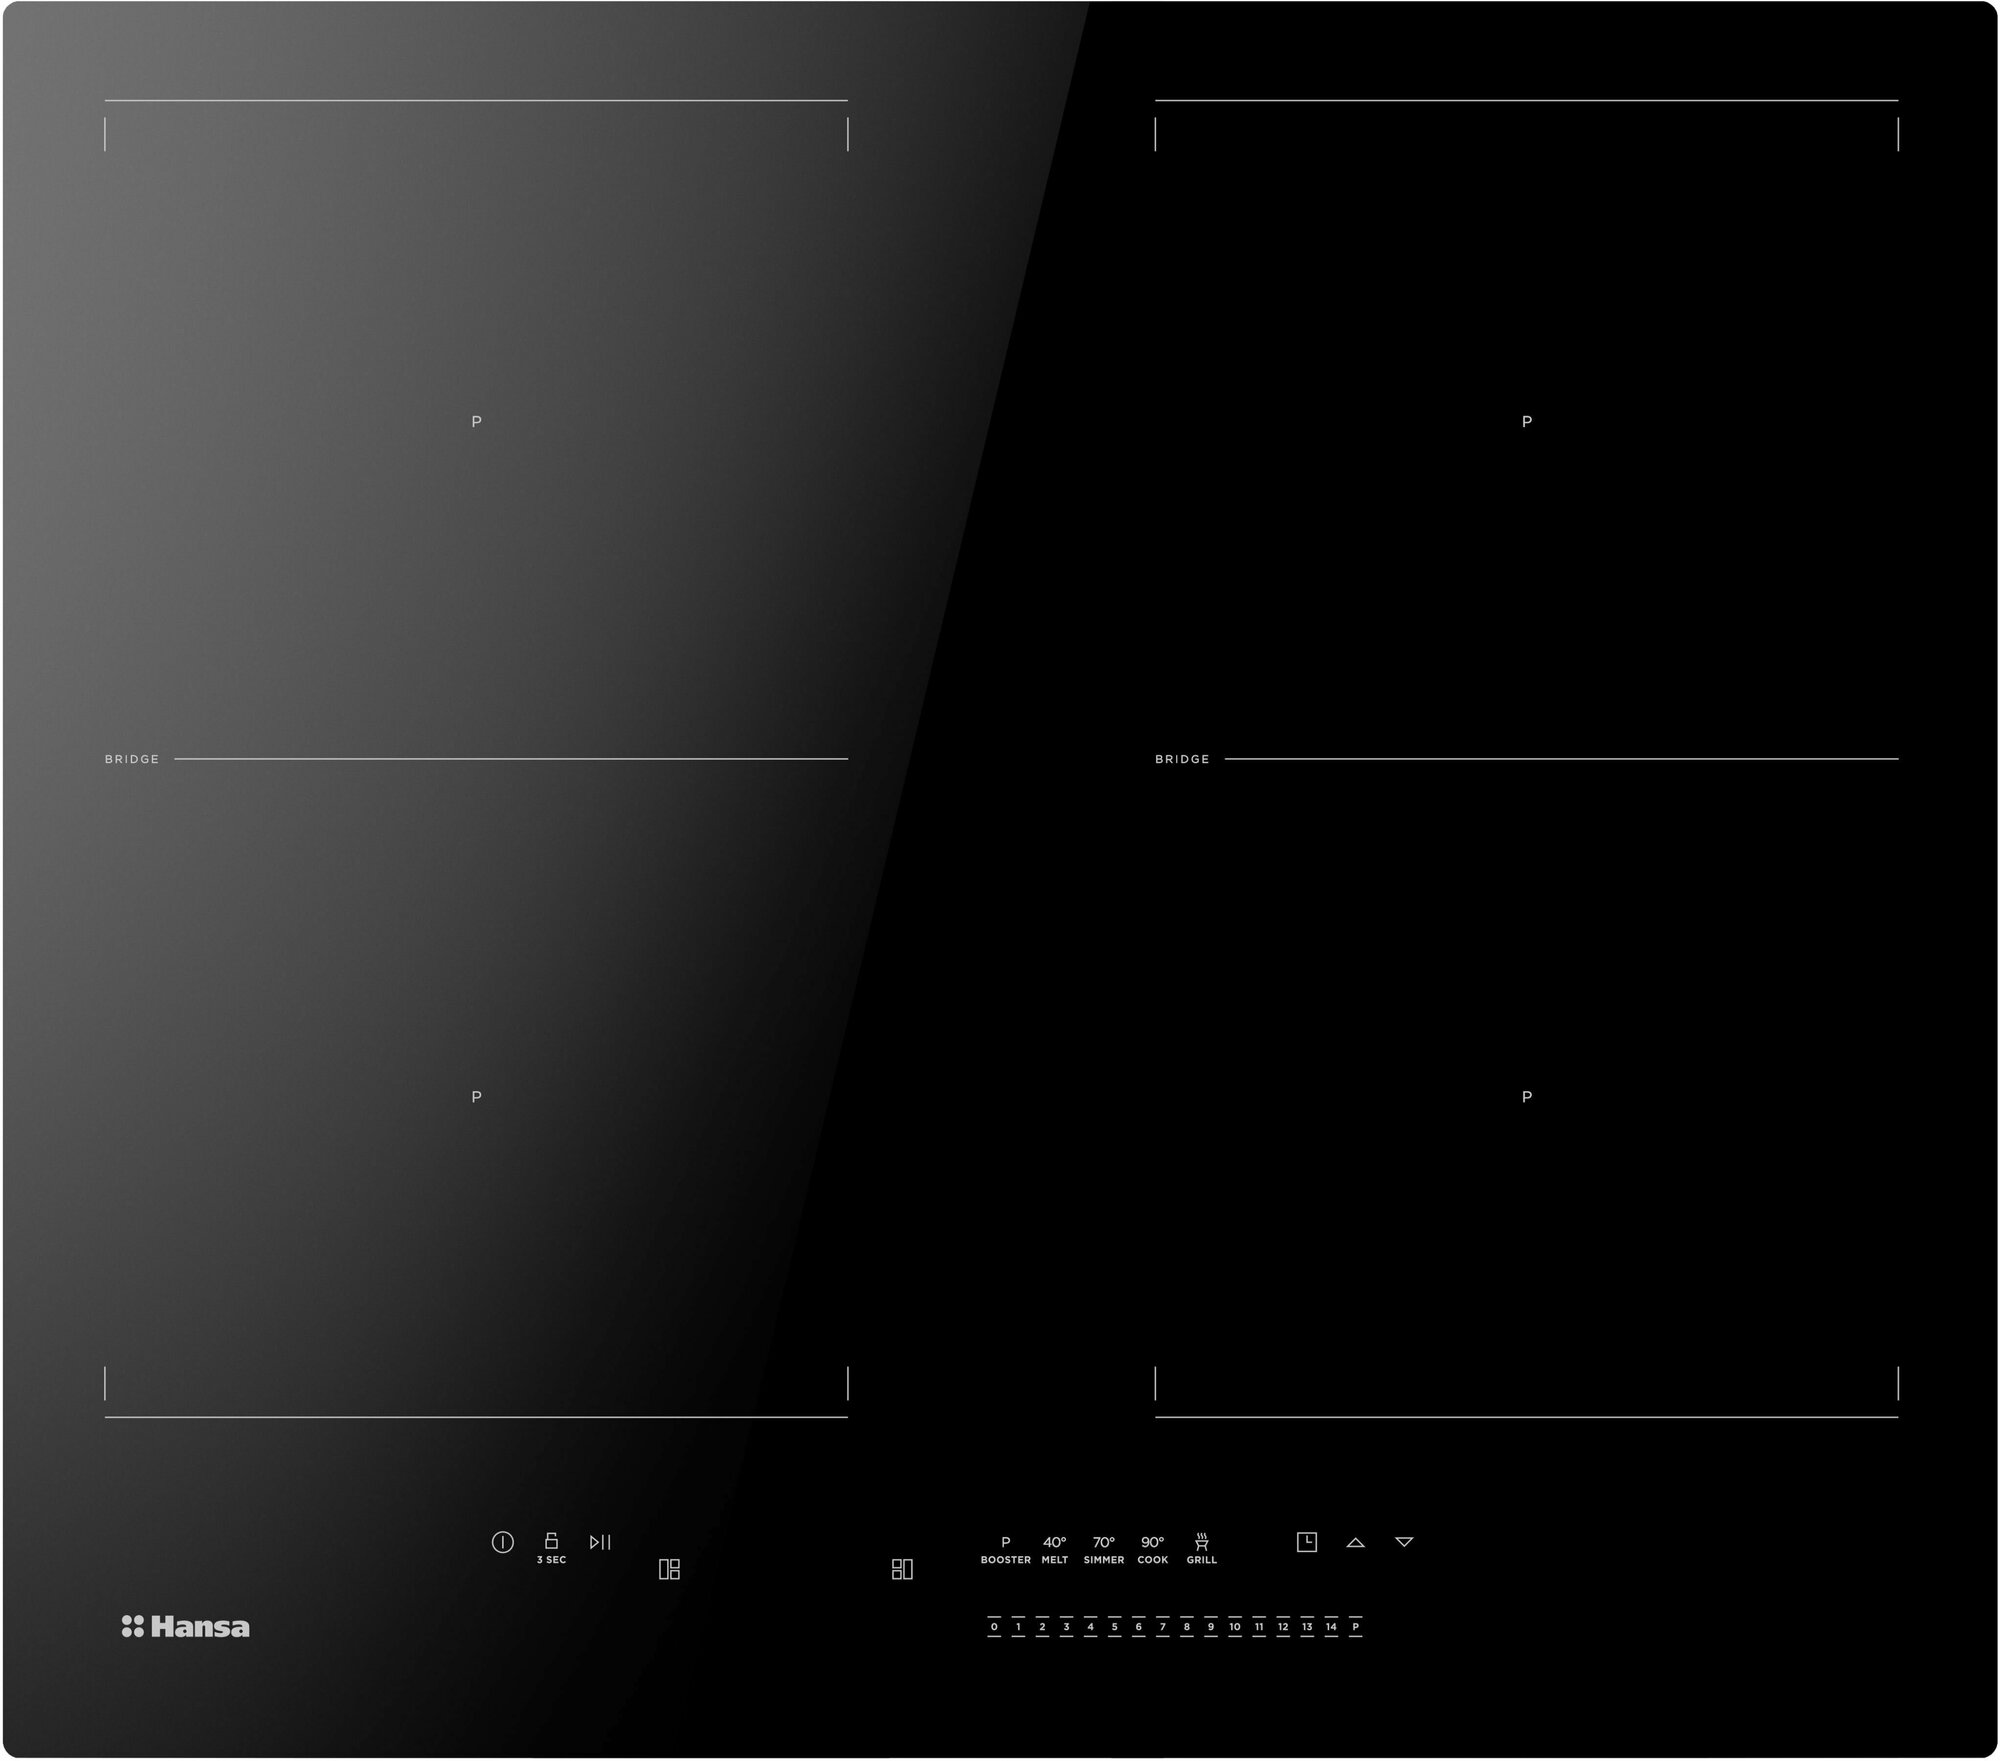 P P
BRIDGE BRIDGE
P P
P 40° 70° 90°
3 SEC BOOSTER MELT SIMMER COOK GRILL
Hansa
0 1 2 3 4 5 6 7 8 9 10 11 12 13 14 P